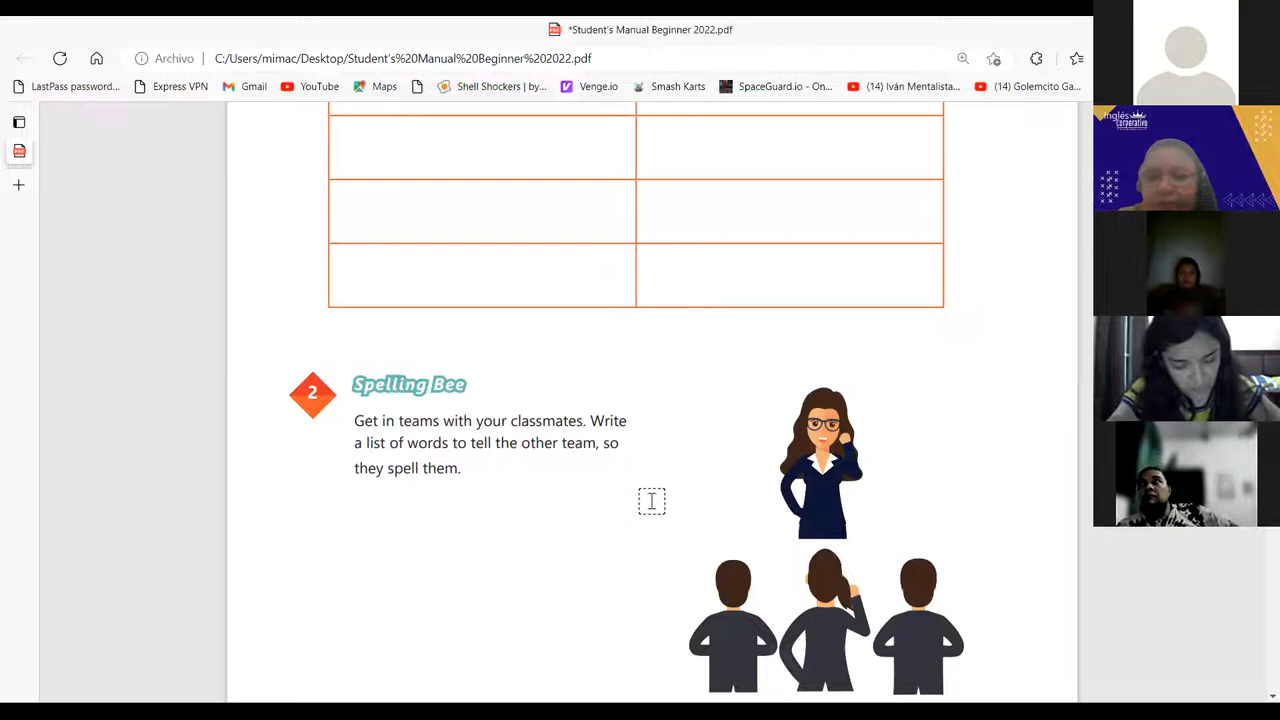 *Student's Manual Beginner 2022.pdf
Archivo C:/Users/mimac/Desktop/Student's%20Manual%20Beginner%202022.pdf
LastPass password... Express VPN Gmail YouTube Maps Shell Shockers | by... Venge.io Smash Karts SpaceGuard.io - On... (14) Iván Mentalista... (14) Golemcito Ga...
inglés
corporativo
2 Spelling Bee
Get in teams with your classmates. Write
a list of words to tell the other team, so
they spell them.